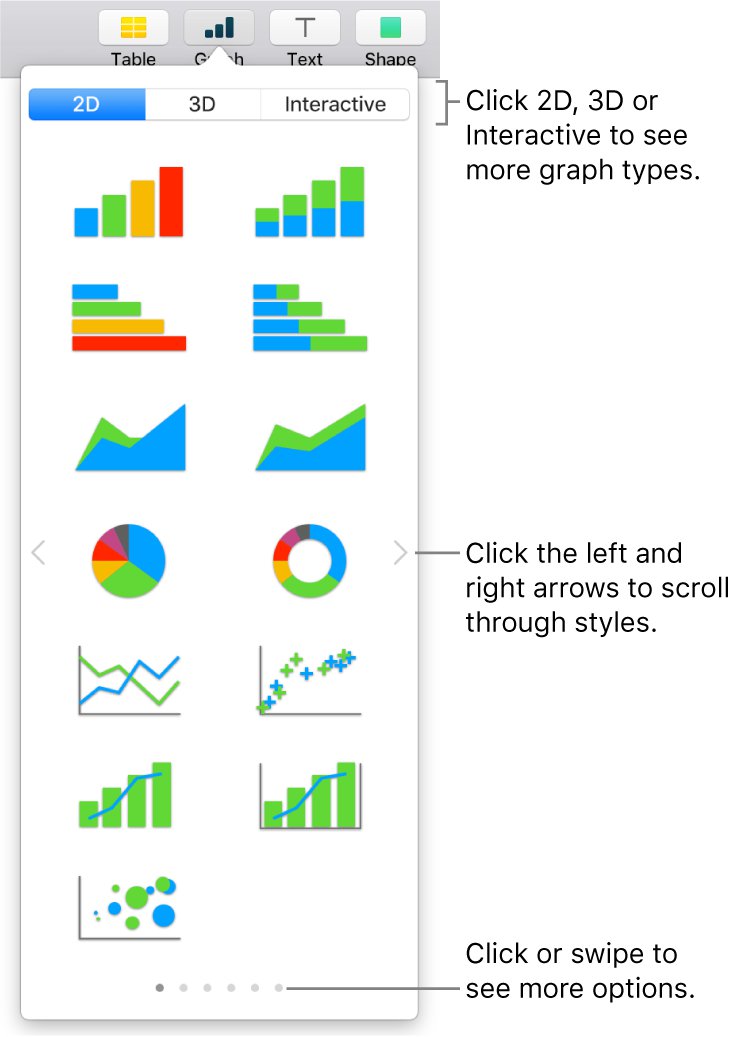 Table Graph Text Shape
2D 3D Interactive
Click 2D, 3D or
Interactive to see
more graph types.
Click the left and
right arrows to scroll
through styles.
Click or swipe to
see more options.